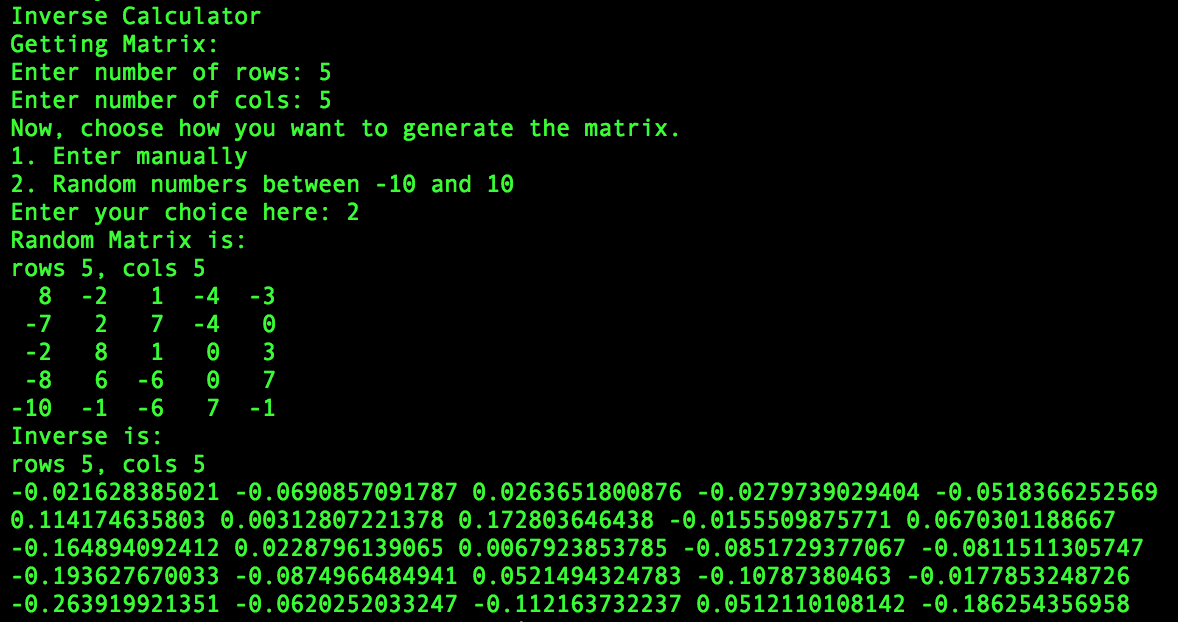 Inverse Calculator
Getting Matrix:
Enter number of rows: 5
Enter number of cols: 5
Now, choose how you want to generate the matrix.
1. Enter manually
2. Random numbers between -10 and 10
Enter your choice here: 2
Random Matrix is:
rows 5, cols 5
  8  -2   1  -4  -3
 -7   2   7  -4   0
 -2   8   1   0   3
 -8   6  -6   0   7
-10  -1  -6   7  -1
Inverse is:
rows 5, cols 5
-0.021628385021 -0.0690857091787 0.0263651800876 -0.0279739029404 -0.0518366252569
0.114174635803 0.00312807221378 0.172803646438 -0.0155509875771 0.0670301188667
-0.164894092412 0.0228796139065 0.0067923853785 -0.0851729377067 -0.0811511305747
-0.193627670033 -0.0874966484941 0.0521494324783 -0.10787380463 -0.0177853248726
-0.263919921351 -0.0620252033247 -0.112163732237 0.0512110108142 -0.186254356958